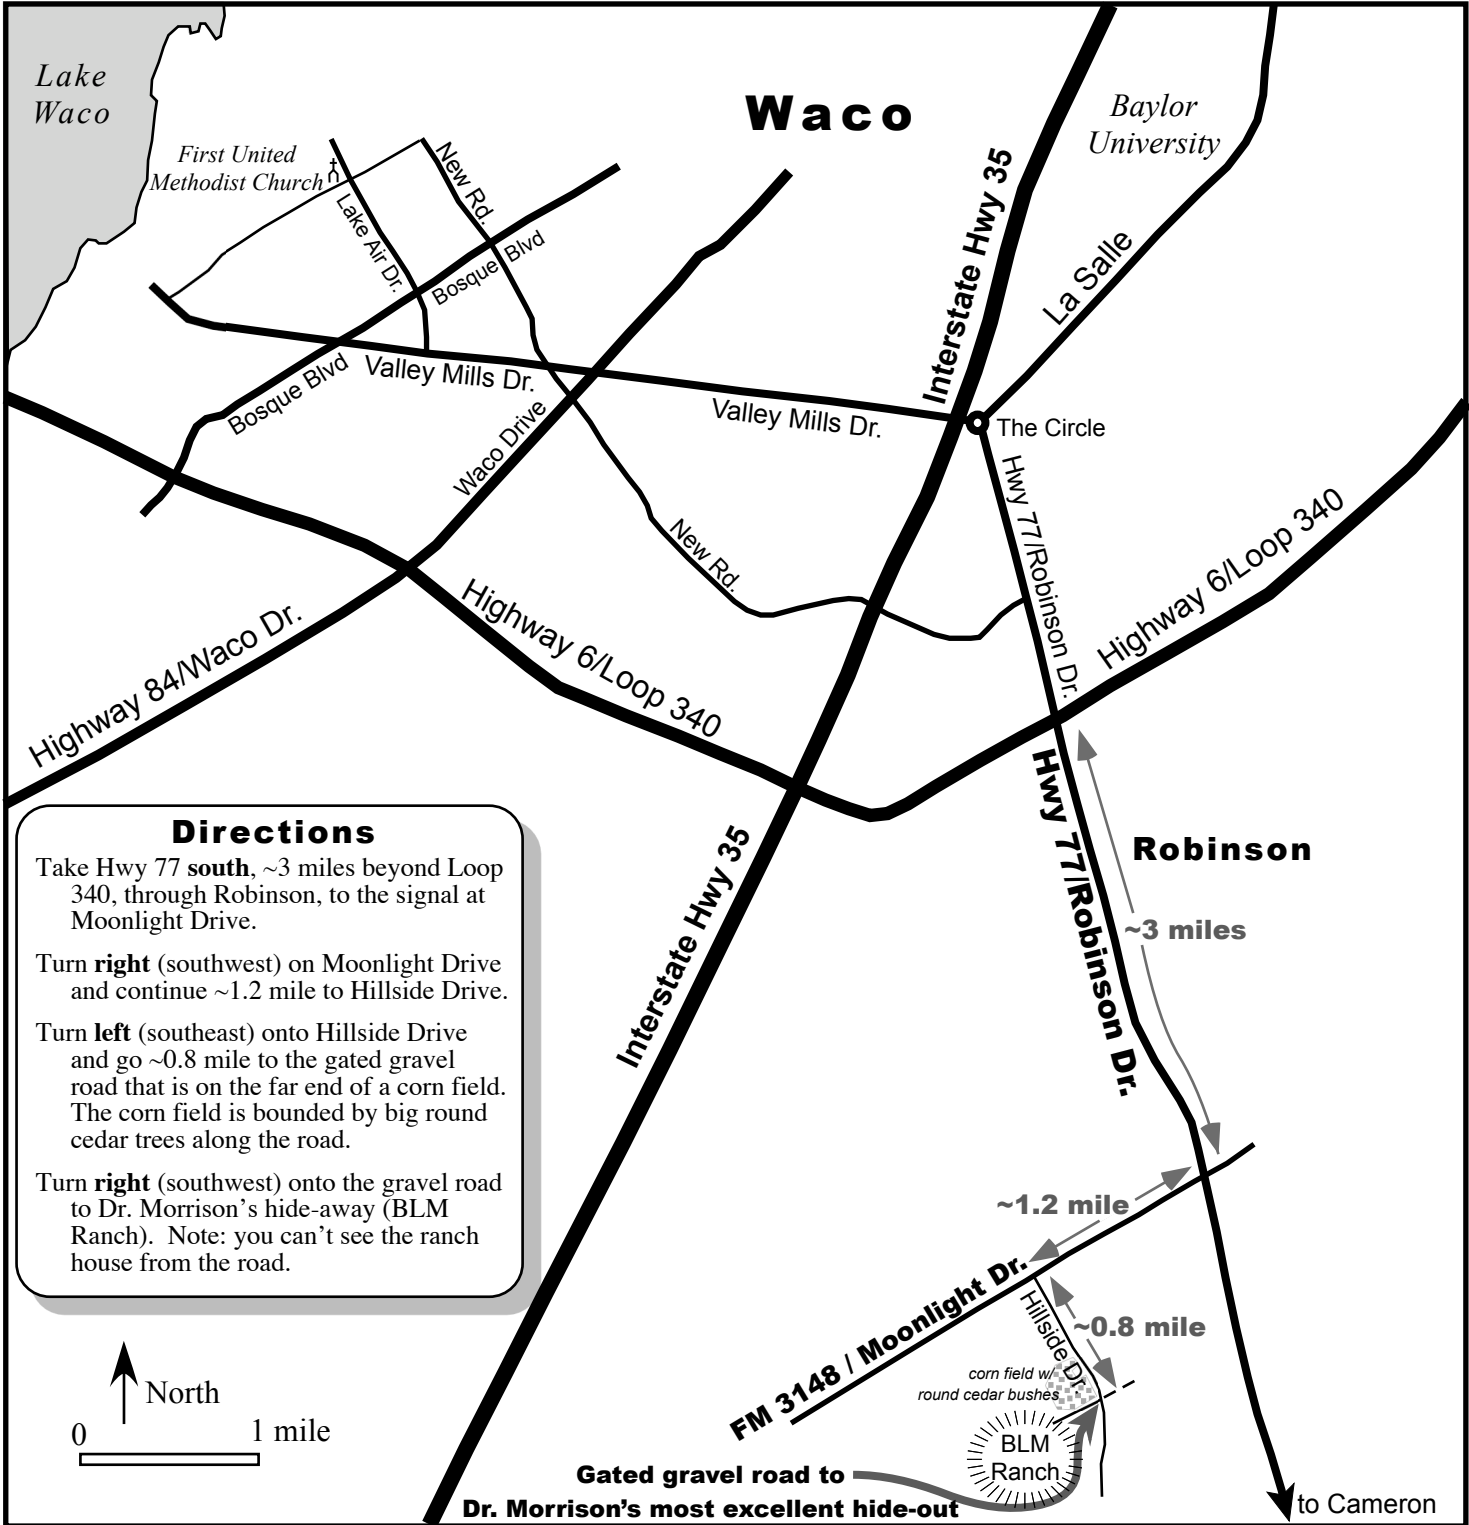 Lake
Waco
Waco
Baylor
University
First United
Methodist Church
New Rd.
Lake Air Dr.
Bosque Blvd
Interstate Hwy 35
La Salle
Bosque Blvd
Valley Mills Dr.
Valley Mills Dr.
The Circle
Waco Drive
Hwy 77/Robinson Dr.
New Rd.
Highway 6/Loop 340
Highway 6/Loop 340
Highway 84/Waco Dr.
Hwy 77/Robinson Dr.
Robinson
~3 miles
Interstate Hwy 35
Directions
Take Hwy 77 south, ~3 miles beyond Loop
340, through Robinson, to the signal at
Moonlight Drive.
Turn right (southwest) on Moonlight Drive
and continue ~1.2 mile to Hillside Drive.
Turn left (southeast) onto Hillside Drive
and go ~0.8 mile to the gated gravel
road that is on the far end of a corn field.
The corn field is bounded by big round
cedar trees along the road.
Turn right (southwest) onto the gravel road
to Dr. Morrison's hide-away (BLM
Ranch).  Note: you can't see the ranch
house from the road.
~1.2 mile
FM 3148 / Moonlight Dr.
Hillside Dr.
~0.8 mile
corn field w/
round cedar bushes
BLM
Ranch
North
0 1 mile
Gated gravel road to
Dr. Morrison's most excellent hide-out
to Cameron